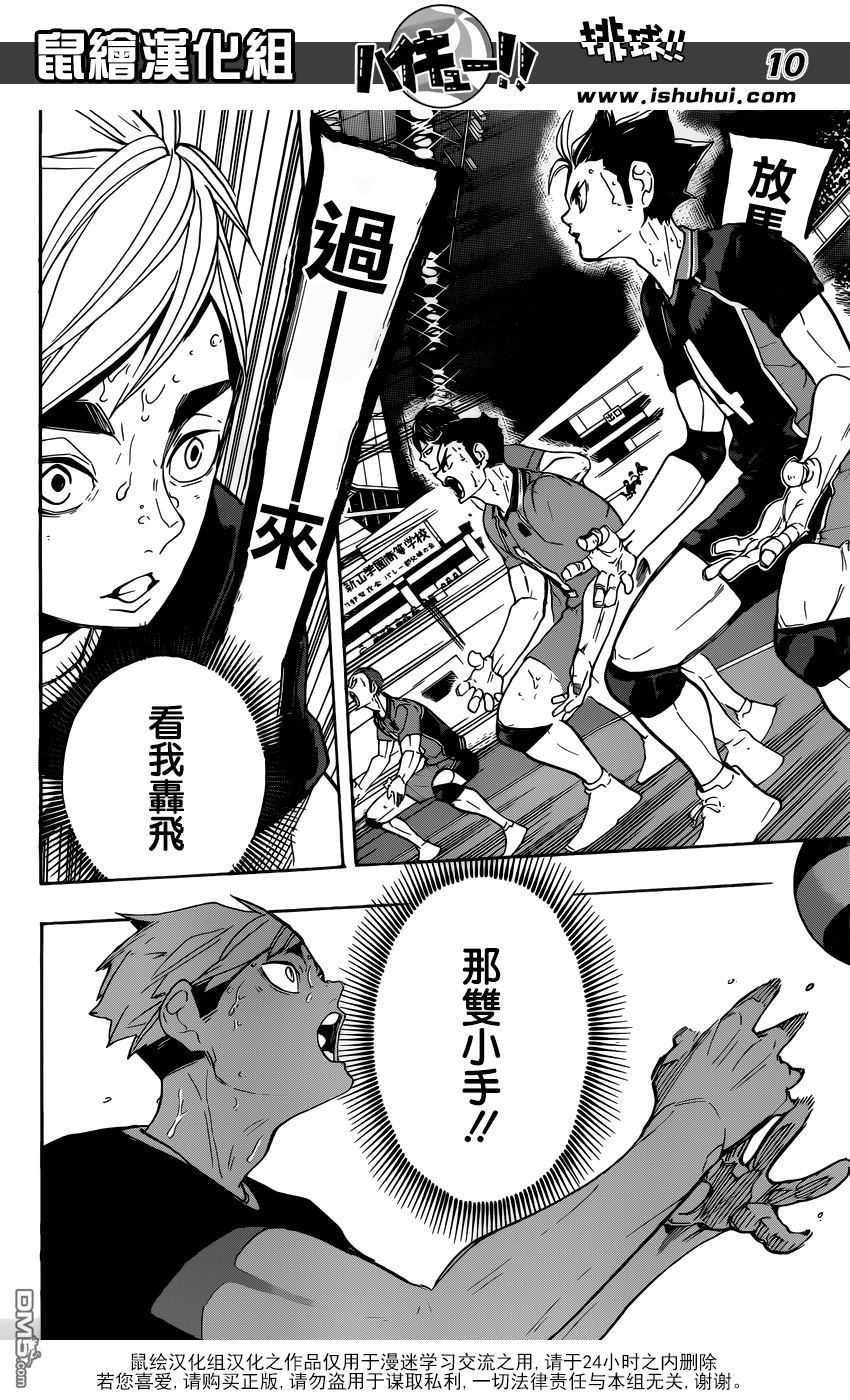 鼠繪漢化組
ハイキュー!!
排球!!
10
www.ishuhui.com
放馬
過
來
新山学園高等学校
看我轟飛
那雙小手!!
DM5.com
鼠绘汉化组汉化之作品仅用于漫迷学习交流之用, 请于24小时之内删除
若您喜爱, 请购买正版, 请勿用于谋取私利, 一切法律责任与本组无关, 谢谢。